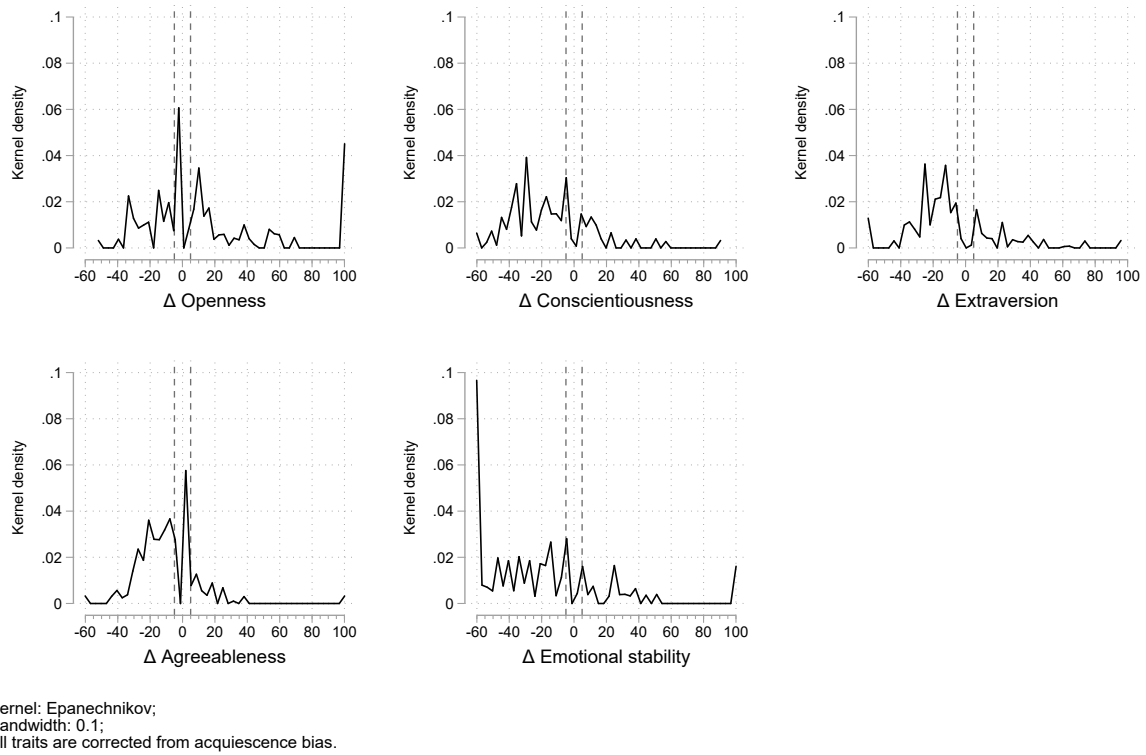 .1
.08
.06
.04
.02
0
Kernel density
-60 -40 -20 0 20 40 60 80 100
Δ Openness
.1
.08
.06
.04
.02
0
Kernel density
-60 -40 -20 0 20 40 60 80 100
Δ Conscientiousness
.1
.08
.06
.04
.02
0
Kernel density
-60 -40 -20 0 20 40 60 80 100
Δ Extraversion
.1
.08
.06
.04
.02
0
Kernel density
-60 -40 -20 0 20 40 60 80 100
Δ Agreeableness
.1
.08
.06
.04
.02
0
Kernel density
-60 -40 -20 0 20 40 60 80 100
Δ Emotional stability
ernel: Epanechnikov;
andwidth: 0.1;
ll traits are corrected from acquiescence bias.